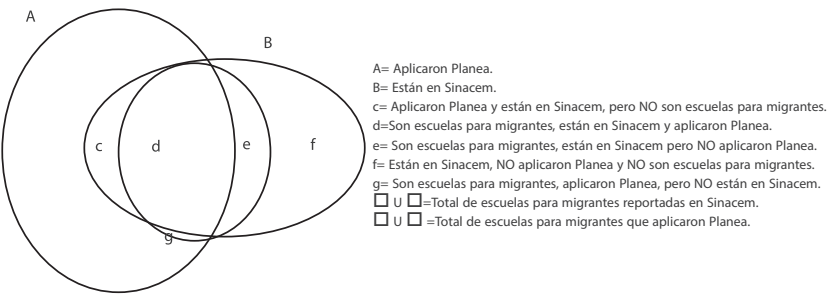 A
B
c
d
e
f
g
A= Aplicaron Planea.
B= Están en Sinacem.
c= Aplicaron Planea y están en Sinacem, pero NO son escuelas para migrantes.
d=Son escuelas para migrantes, están en Sinacem y aplicaron Planea.
e= Son escuelas para migrantes, están en Sinacem pero NO aplicaron Planea.
f= Están en Sinacem, NO aplicaron Planea y NO son escuelas para migrantes.
g= Son escuelas para migrantes, aplicaron Planea, pero NO están en Sinacem.
☐ U ☐=Total de escuelas para migrantes reportadas en Sinacem.
☐ U ☐=Total de escuelas para migrantes que aplicaron Planea.